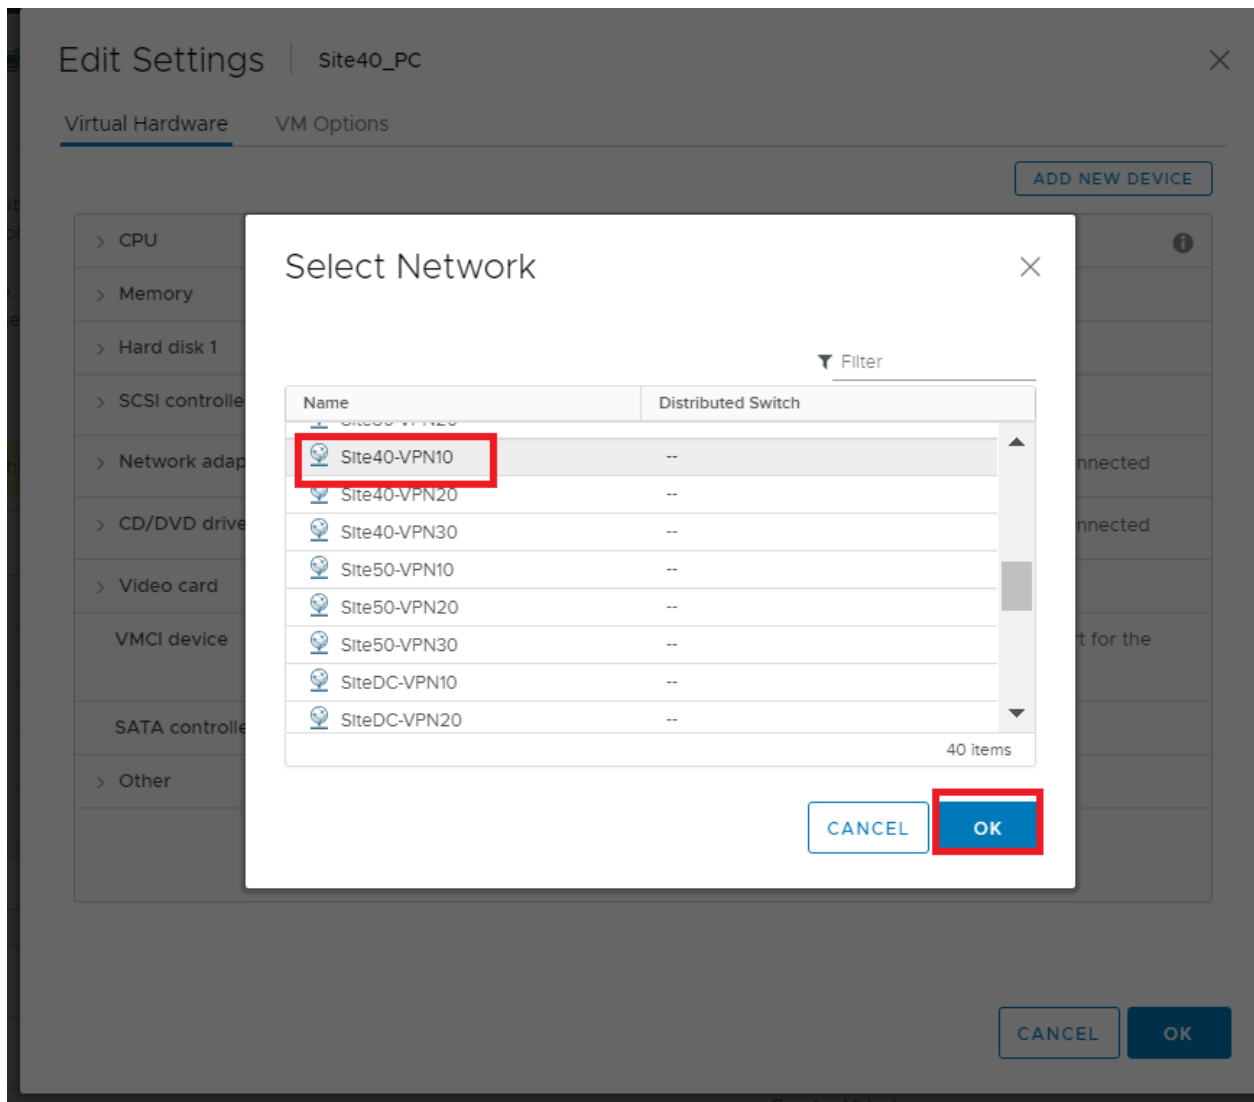 Edit Settings Site40_PC
Virtual Hardware VM Options
ADD NEW DEVICE
CPU
Select Network
Memory
Hard disk 1
Filter
SCSI controlle
Name Distributed Switch
Site40-VPN10 --
Network adap nnected
Site40-VPN20 --
CD/DVD drive nnected
Site40-VPN30 --
Site50-VPN10 --
Video card
Site50-VPN20 --
VMCI device t for the
Site50-VPN30 --
SiteDC-VPN10 --
SATA controlle
SiteDC-VPN20 --
40 items
Other
CANCEL OK
CANCEL OK